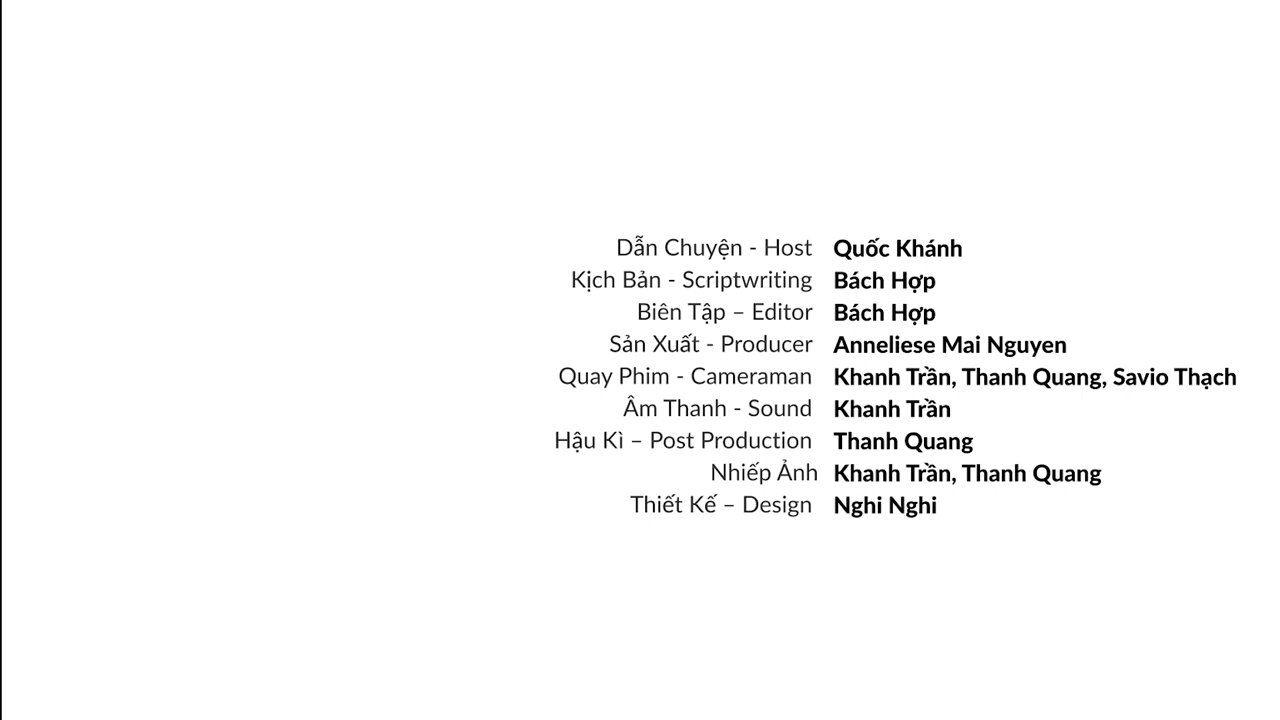 Dẫn Chuyện - Host Quốc Khánh
Kịch Bản - Scriptwriting Bách Hợp
Biên Tập – Editor Bách Hợp
Sản Xuất - Producer Anneliese Mai Nguyen
Quay Phim - Cameraman Khanh Trần, Thanh Quang, Savio Thạch
Âm Thanh - Sound Khanh Trần
Hậu Kì – Post Production Thanh Quang
Nhiếp Ảnh Khanh Trần, Thanh Quang
Thiết Kế – Design Nghi Nghi